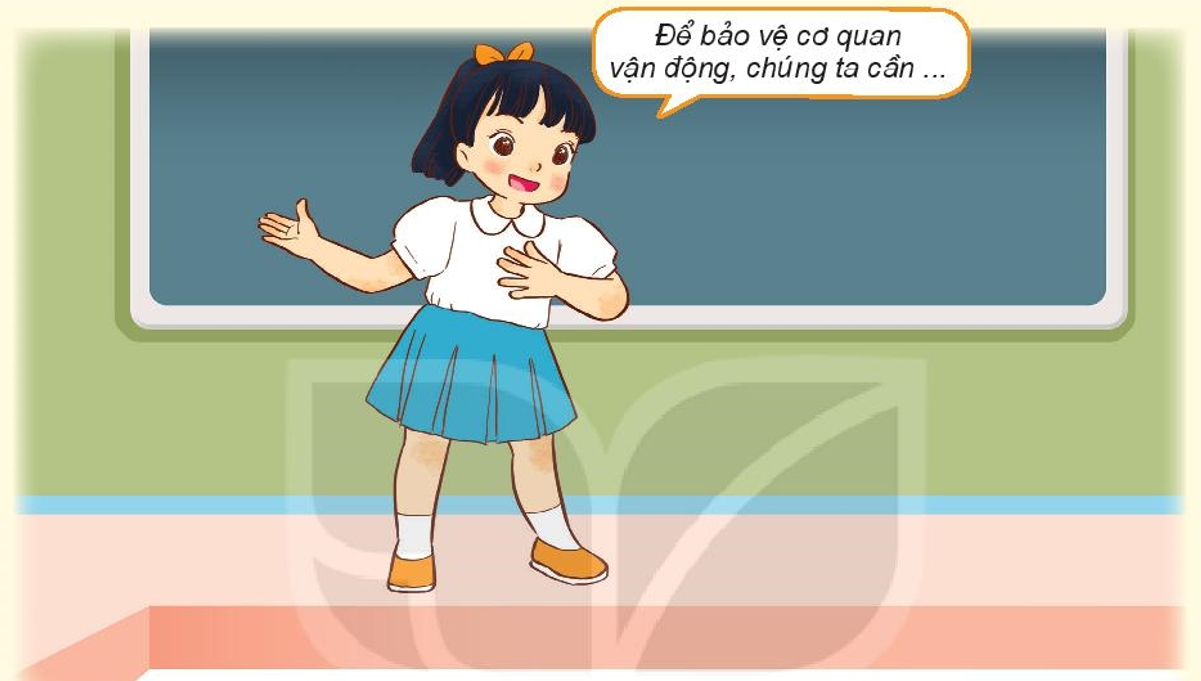 Để bảo vệ cơ quan
vận động, chúng ta cần ...